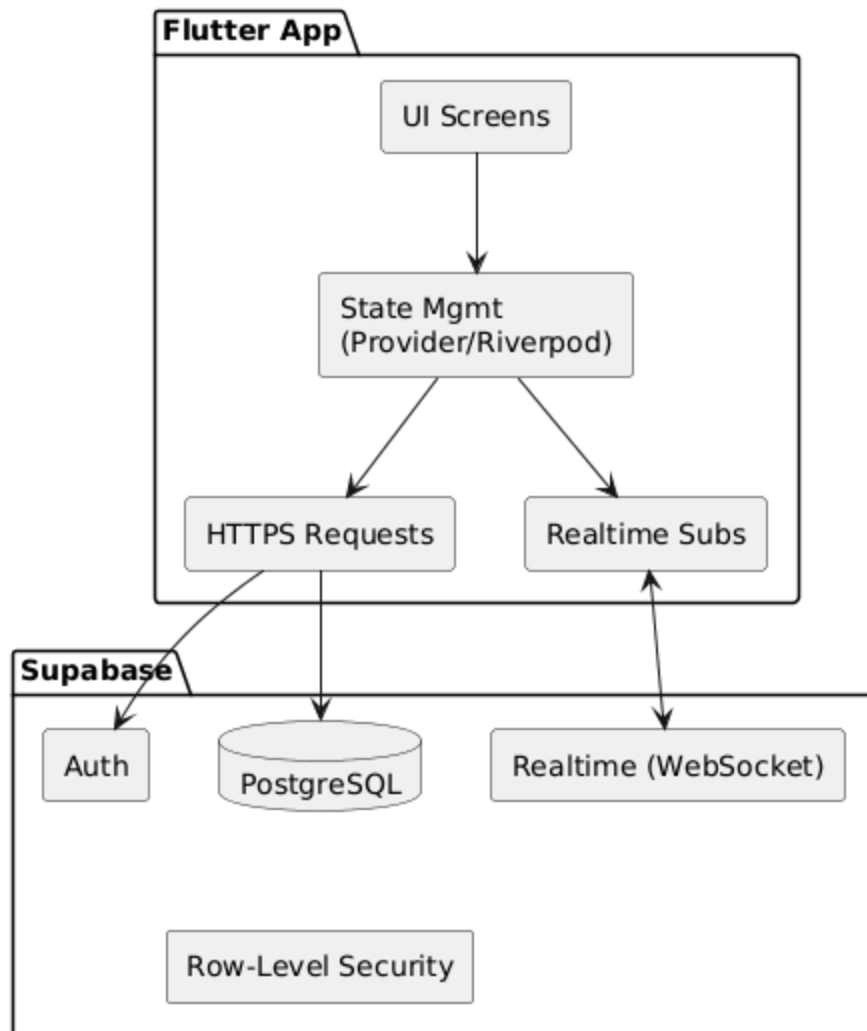 Flutter App
UI Screens
State Mgmt
(Provider/Riverpod)
HTTPS Requests
Realtime Subs
Supabase
Auth
PostgreSQL
Realtime (WebSocket)
Row-Level Security